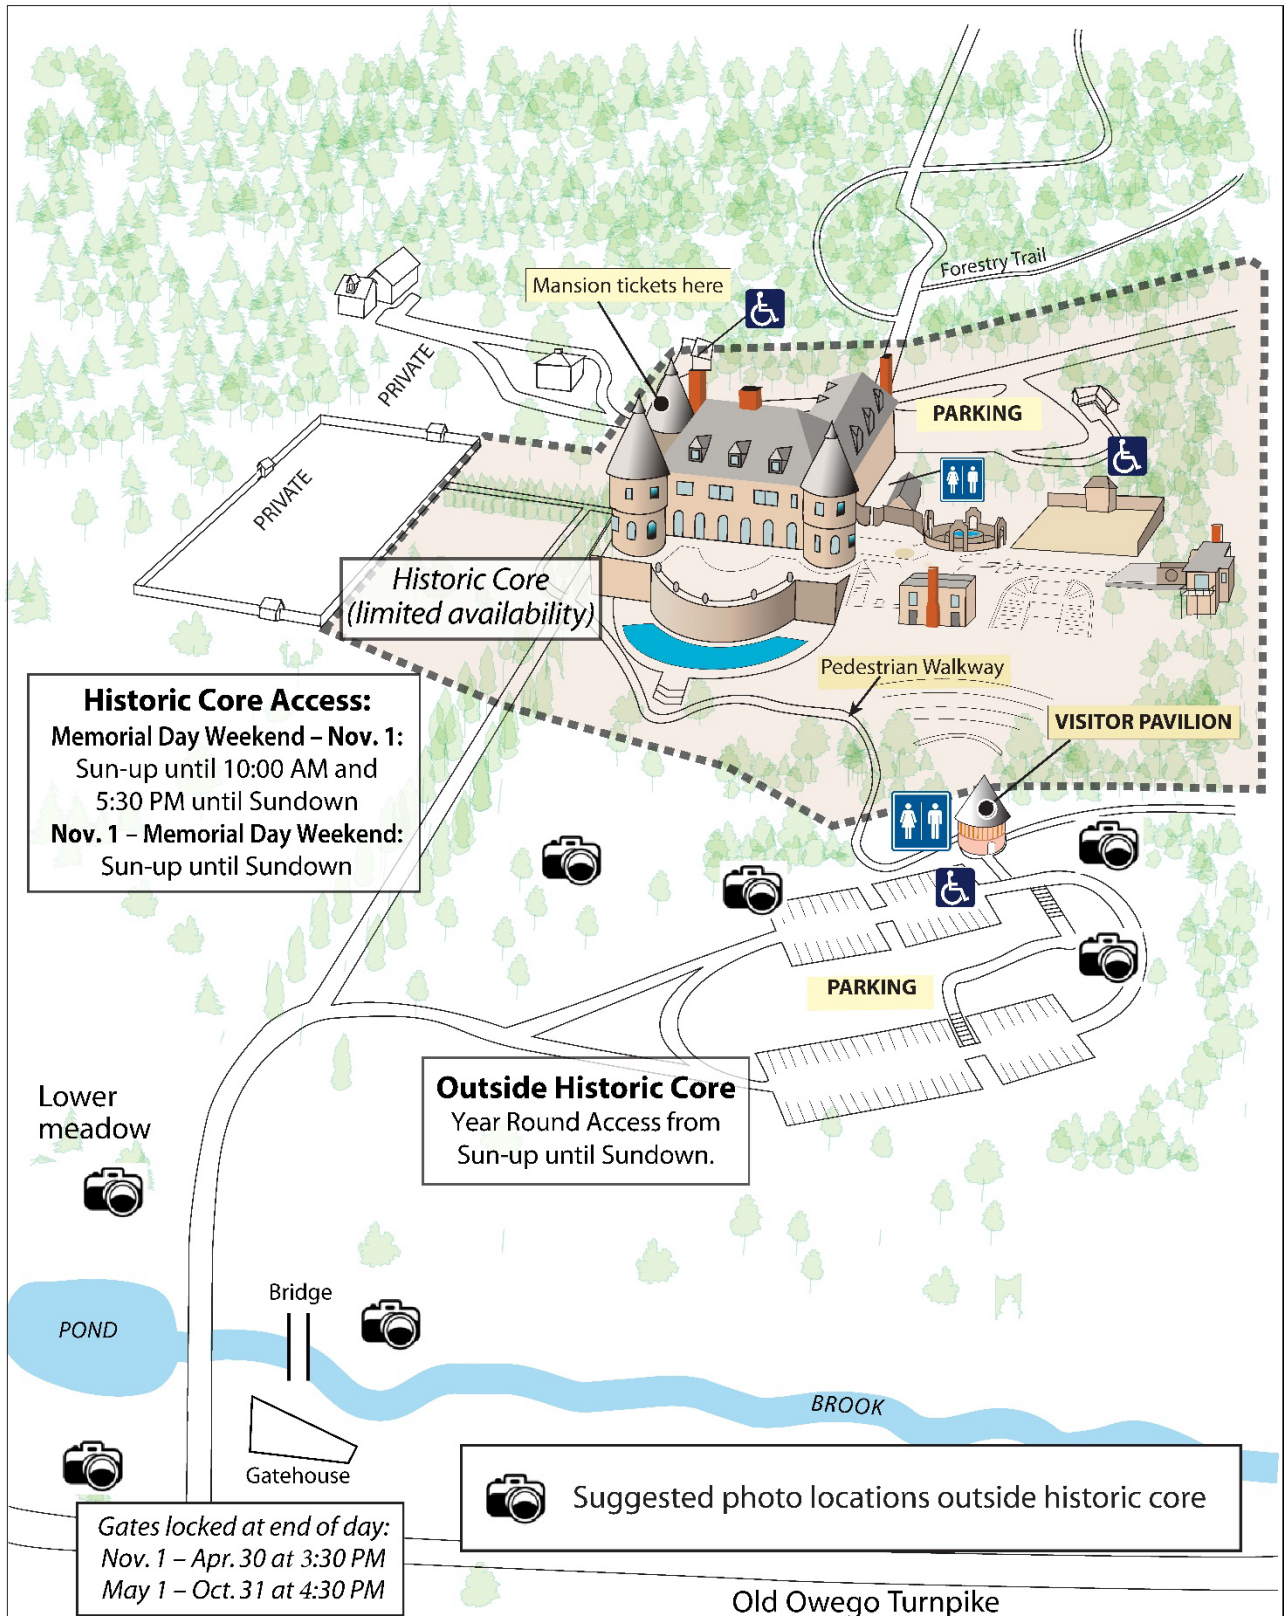 Forestry Trail
Mansion tickets here
PRIVATE
PARKING
PRIVATE
Historic Core
(limited availability)
Pedestrian Walkway
Historic Core Access:
Memorial Day Weekend – Nov. 1:
Sun-up until 10:00 AM and
5:30 PM until Sundown
Nov. 1 – Memorial Day Weekend:
Sun-up until Sundown
VISITOR PAVILION
PARKING
Outside Historic Core
Year Round Access from
Sun-up until Sundown.
Lower
meadow
Bridge
POND
BROOK
Gatehouse
Suggested photo locations outside historic core
Gates locked at end of day:
Nov. 1 – Apr. 30 at 3:30 PM
May 1 – Oct. 31 at 4:30 PM
Old Owego Turnpike